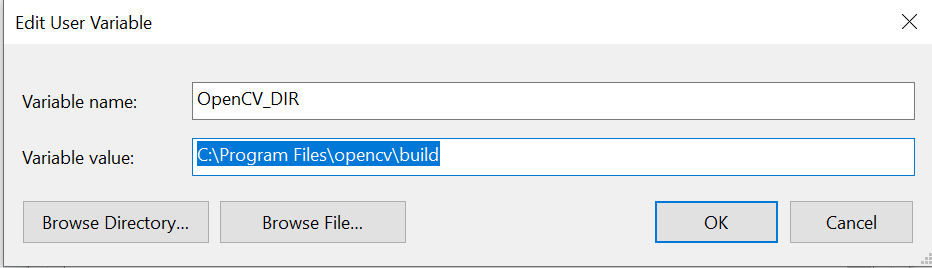 Edit User Variable
Variable name: OpenCV_DIR
Variable value: C:\Program Files\opencv\build
Browse Directory... Browse File... OK Cancel